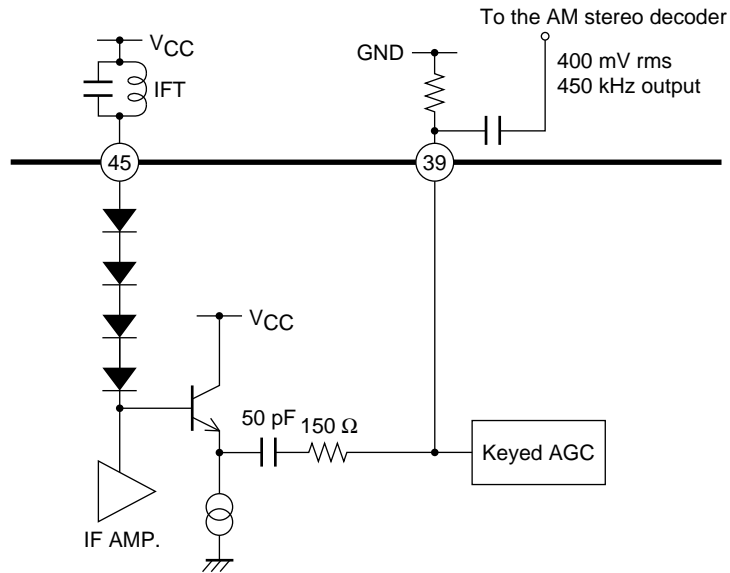 To the AM stereo decoder
VCC
GND
400 mV rms
450 kHz output
IFT
45
39
VCC
50 pF
150 Ω
Keyed AGC
IF AMP.